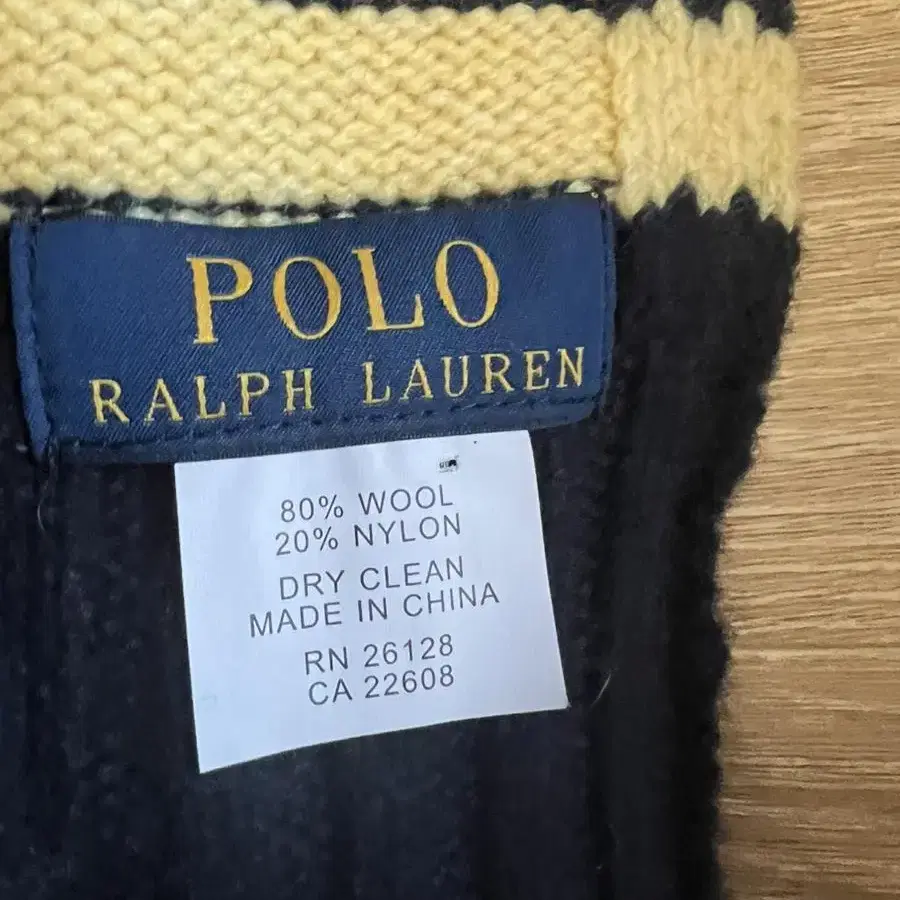 POLO
RALPH LAUREN
80% WOOL
20% NYLON
DRY CLEAN
MADE IN CHINA
RN 26128
CA 22608